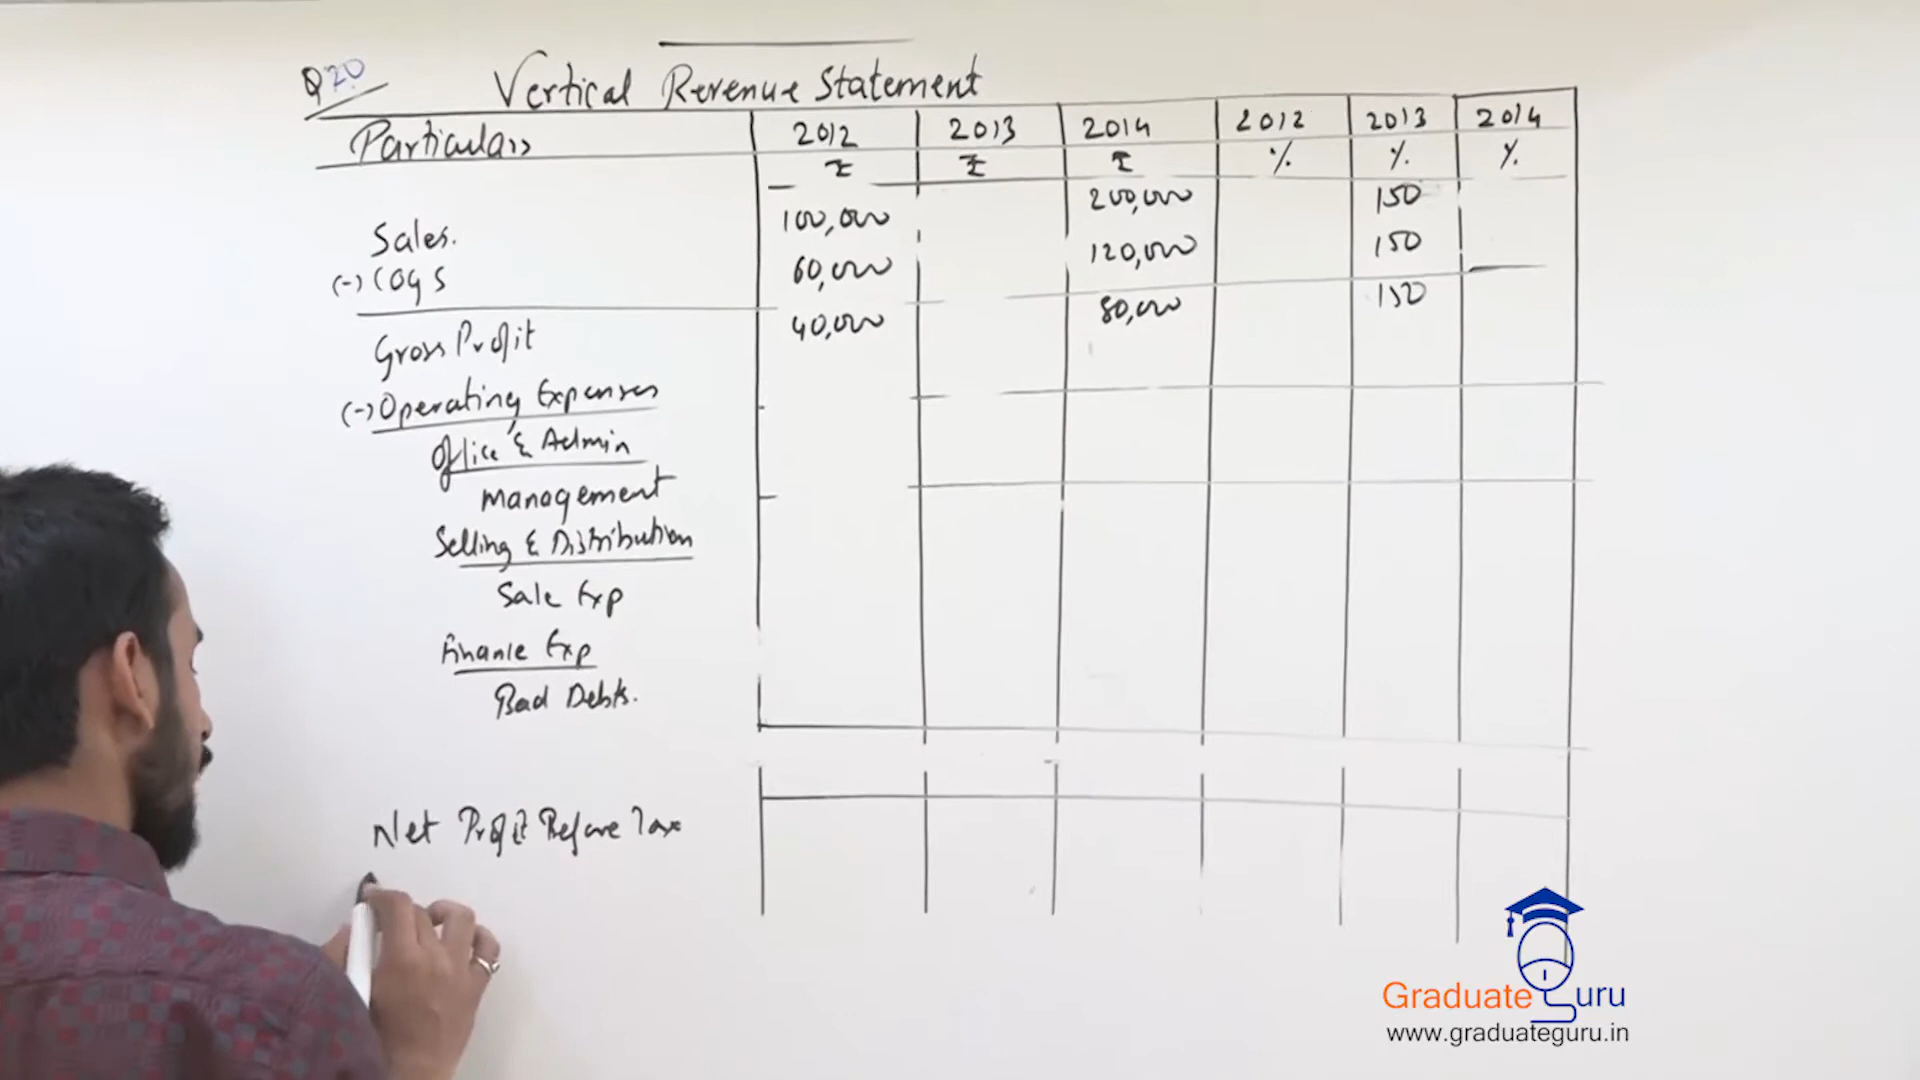 Q20 Vertical Revenue Statement
Particulars 2012 2013 2014 2012 2013 2014
₹ ₹ ₹ % % %
Sales. 100,000 200,000 150
(-) COGS 60,000 120,000 150
Gross Profit 40,000 80,000 150
(-) Operating Expenses
Office & Admin
Management
Selling & Distribution
Sale Exp
Finance Exp
Bad Debts.
Net Profit Before Tax
Graduate Guru
www.graduateguru.in